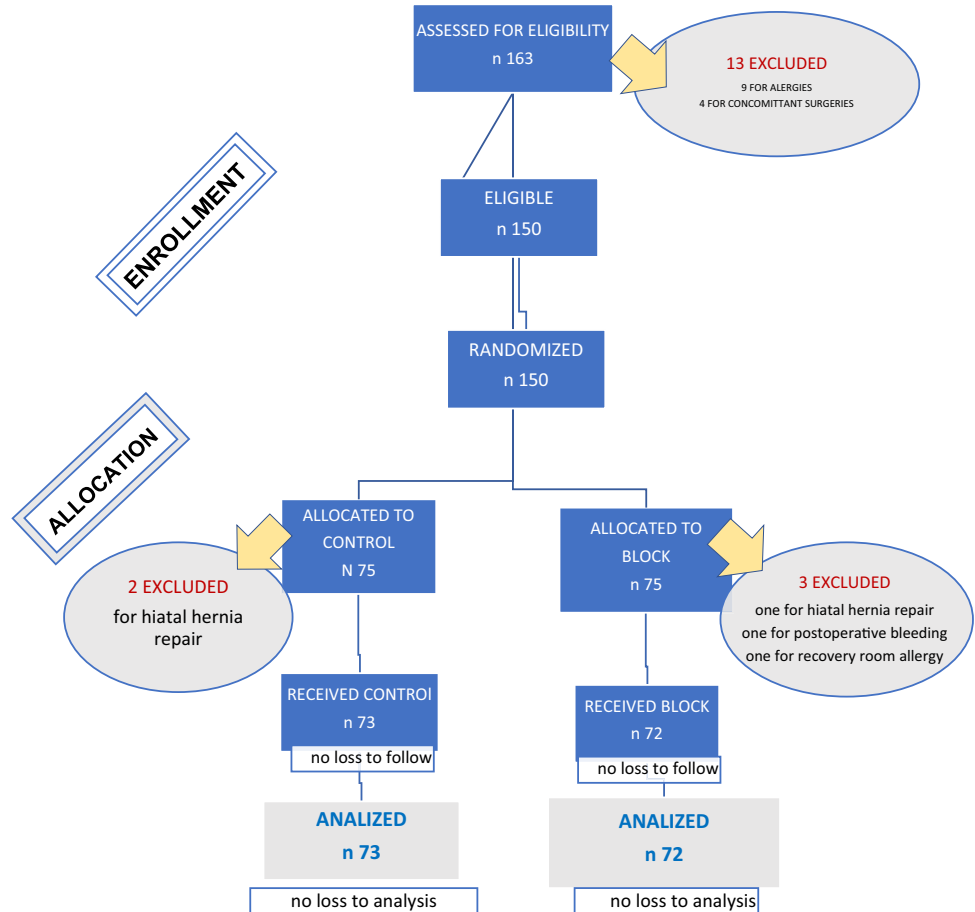 ASSESSED FOR ELIGIBILITY
n 163
13 EXCLUDED
9 FOR ALERGIES
4 FOR CONCOMITTANT SURGERIES
ENROLLMENT
ELIGIBLE
n 150
RANDOMIZED
n 150
ALLOCATION
ALLOCATED TO
CONTROL
N 75
2 EXCLUDED
for hiatal hernia
repair
ALLOCATED TO
BLOCK
n 75
3 EXCLUDED
one for hiatal hernia repair
one for postoperative bleeding
one for recovery room allergy
RECEIVED CONTROl
n 73
no loss to follow
RECEIVED BLOCK
n 72
no loss to follow
ANALIZED
n 73
ANALIZED
n 72
no loss to analysis
no loss to analysis